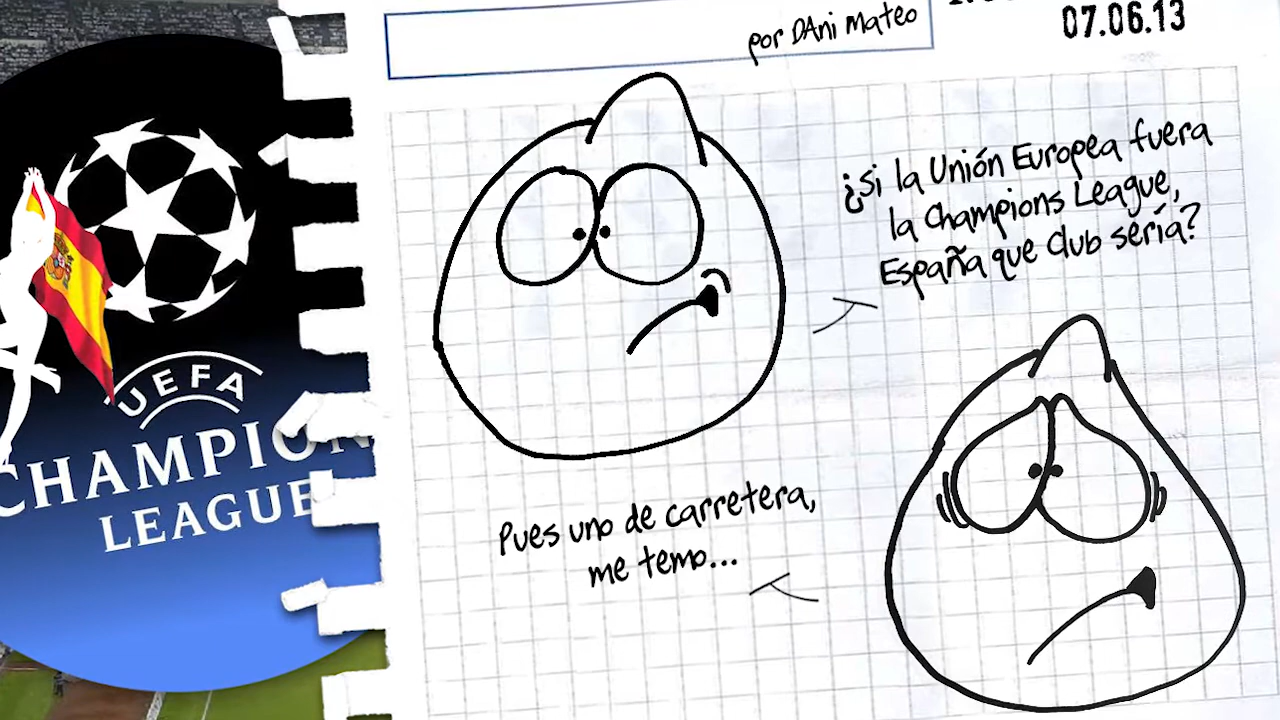 por DAni Mateo
07.06.13
¿si la Unión Europea fuera
la Champions League,
España que club sería?
Pues uno de carretera,
me temo...
UEFA
CHAMPION
LEAGUE